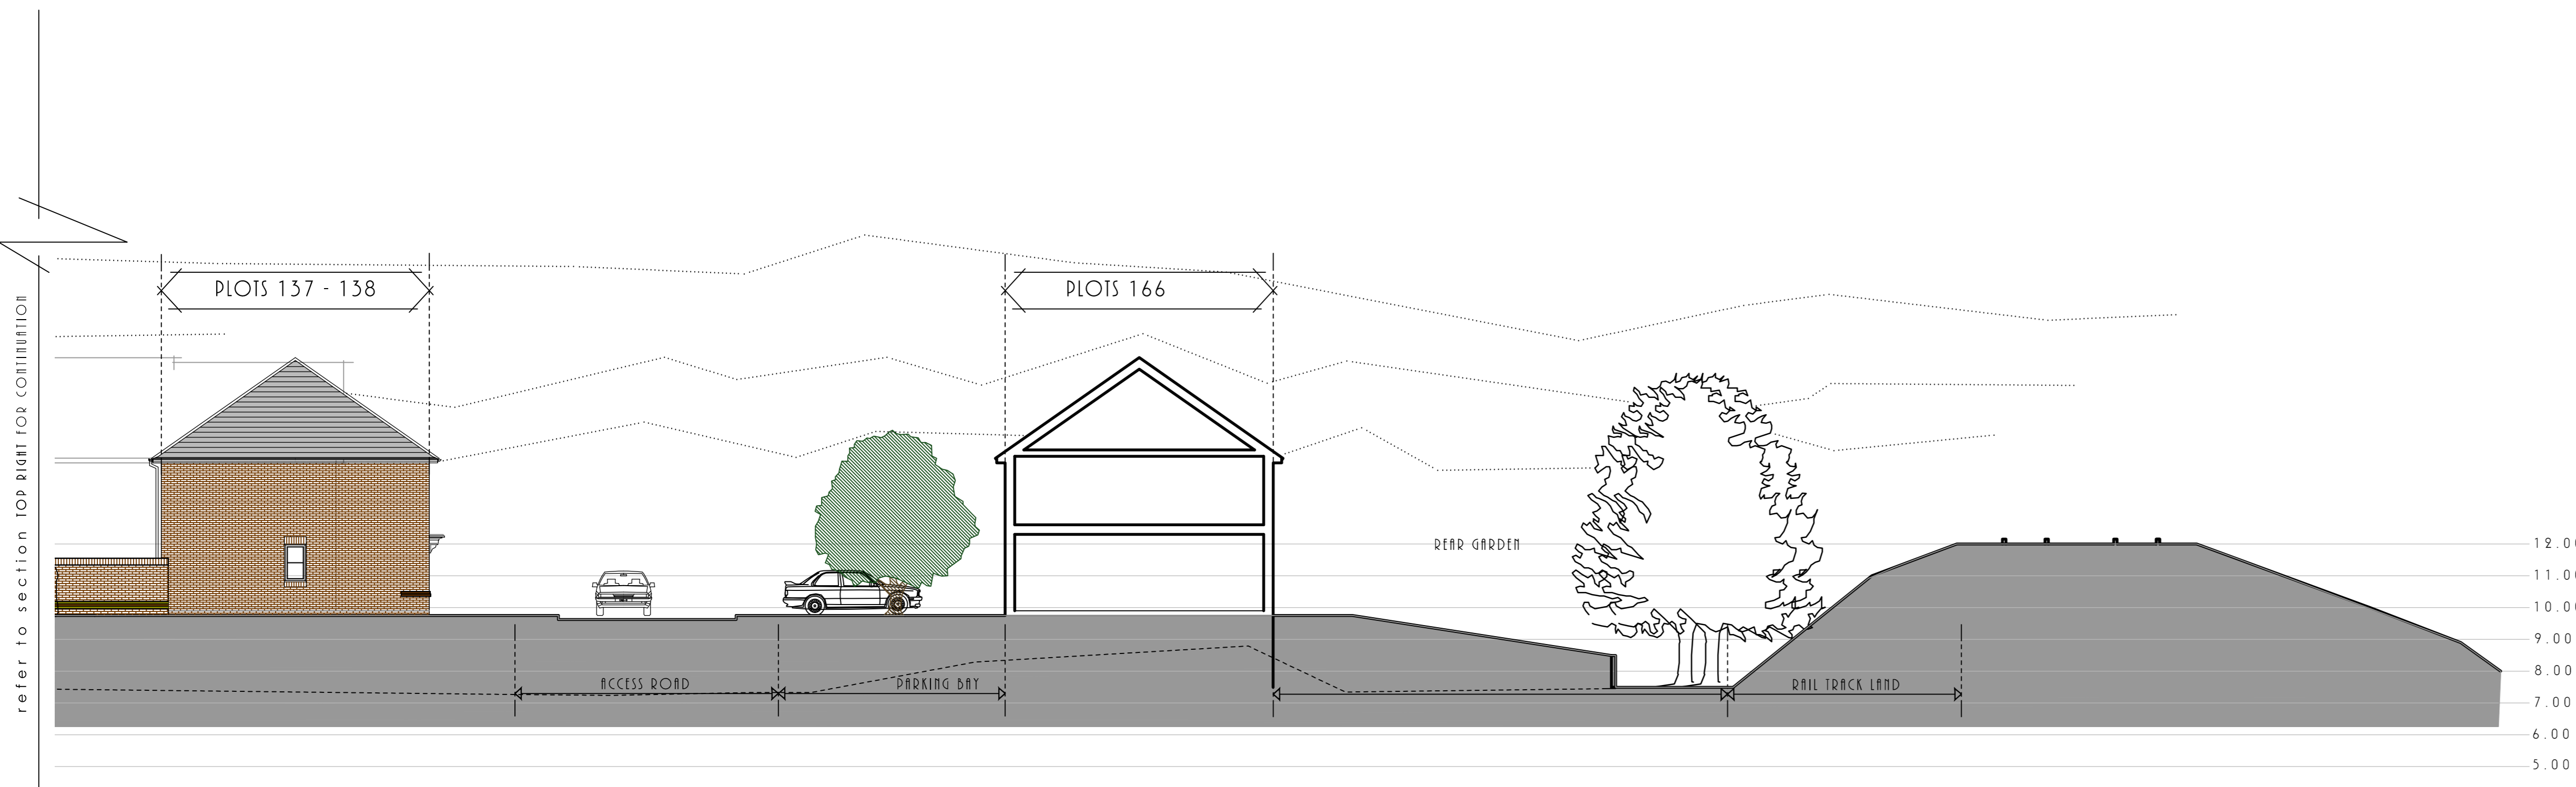 refer to section TOP RIGHT FOR CONTINUATION
PLOTS 137 - 138
PLOTS 166
REAR GARDEN
ACCESS ROAD
PARKING BAY
RAIL TRACK LAND
12.00
11.00
10.00
9.00
8.00
7.00
6.00
5.00